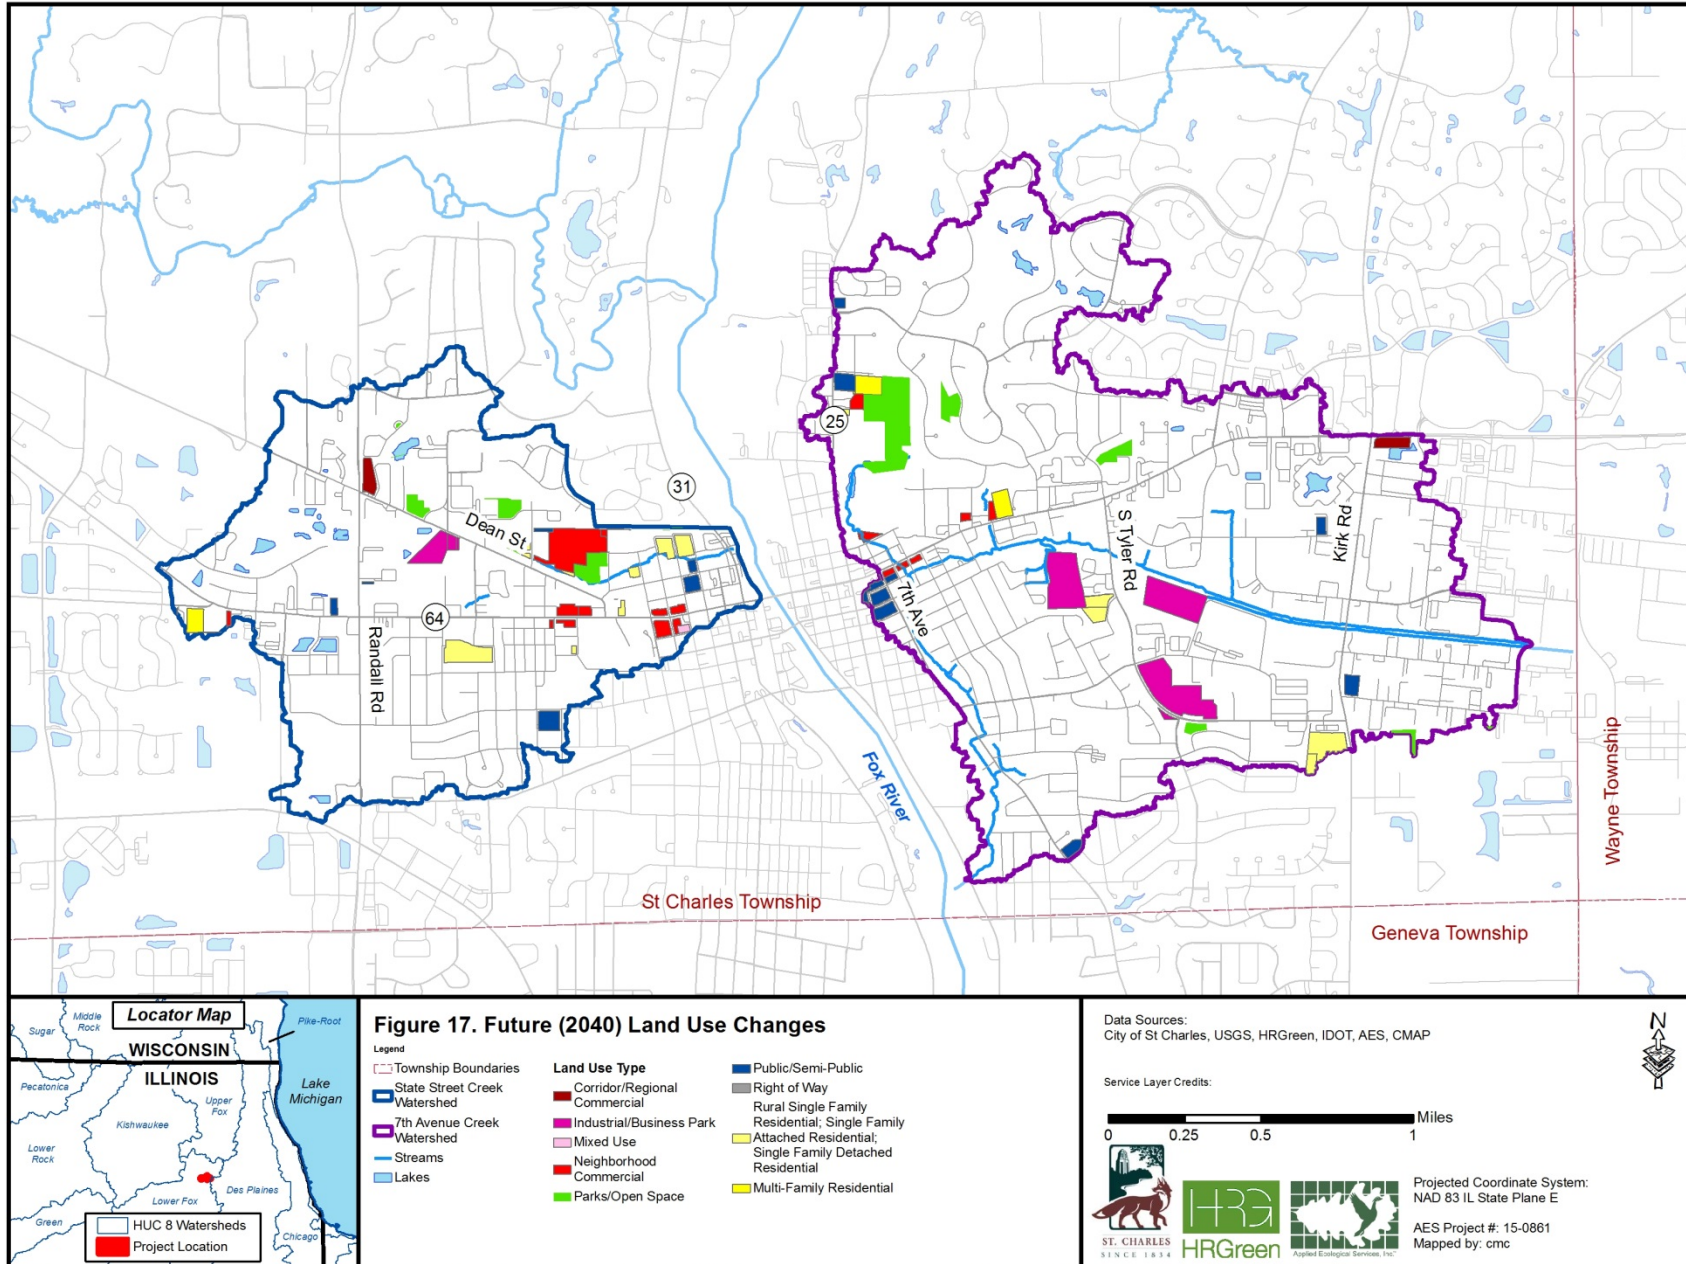 31
25
Dean St
64
Randall Rd
S Tyler Rd
Kirk Rd
7th Ave
Fox River
Wayne Township
St Charles Township
Geneva Township
Locator Map
Sugar
Middle
Rock
Pike-Root
WISCONSIN
ILLINOIS
Lake
Michigan
Pecatonica
Upper
Fox
Kishwaukee
Lower
Rock
Des Plaines
Lower Fox
Green
Chicago
HUC 8 Watersheds
Project Location
Figure 17. Future (2040) Land Use Changes
Legend
Township Boundaries
State Street Creek
Watershed
7th Avenue Creek
Watershed
Streams
Lakes
Land Use Type
Corridor/Regional
Commercial
Industrial/Business Park
Mixed Use
Neighborhood
Commercial
Parks/Open Space
Public/Semi-Public
Right of Way
Rural Single Family
Residential; Single Family
Attached Residential;
Single Family Detached
Residential
Multi-Family Residential
Data Sources:
City of St Charles, USGS, HRGreen, IDOT, AES, CMAP
N
Service Layer Credits:
Miles
0 0.25 0.5 1
ST. CHARLES
SINCE 1834
HRG
HRGreen
Applied Ecological Services, Inc.
Projected Coordinate System:
NAD 83 IL State Plane E
AES Project #: 15-0861
Mapped by: cmc